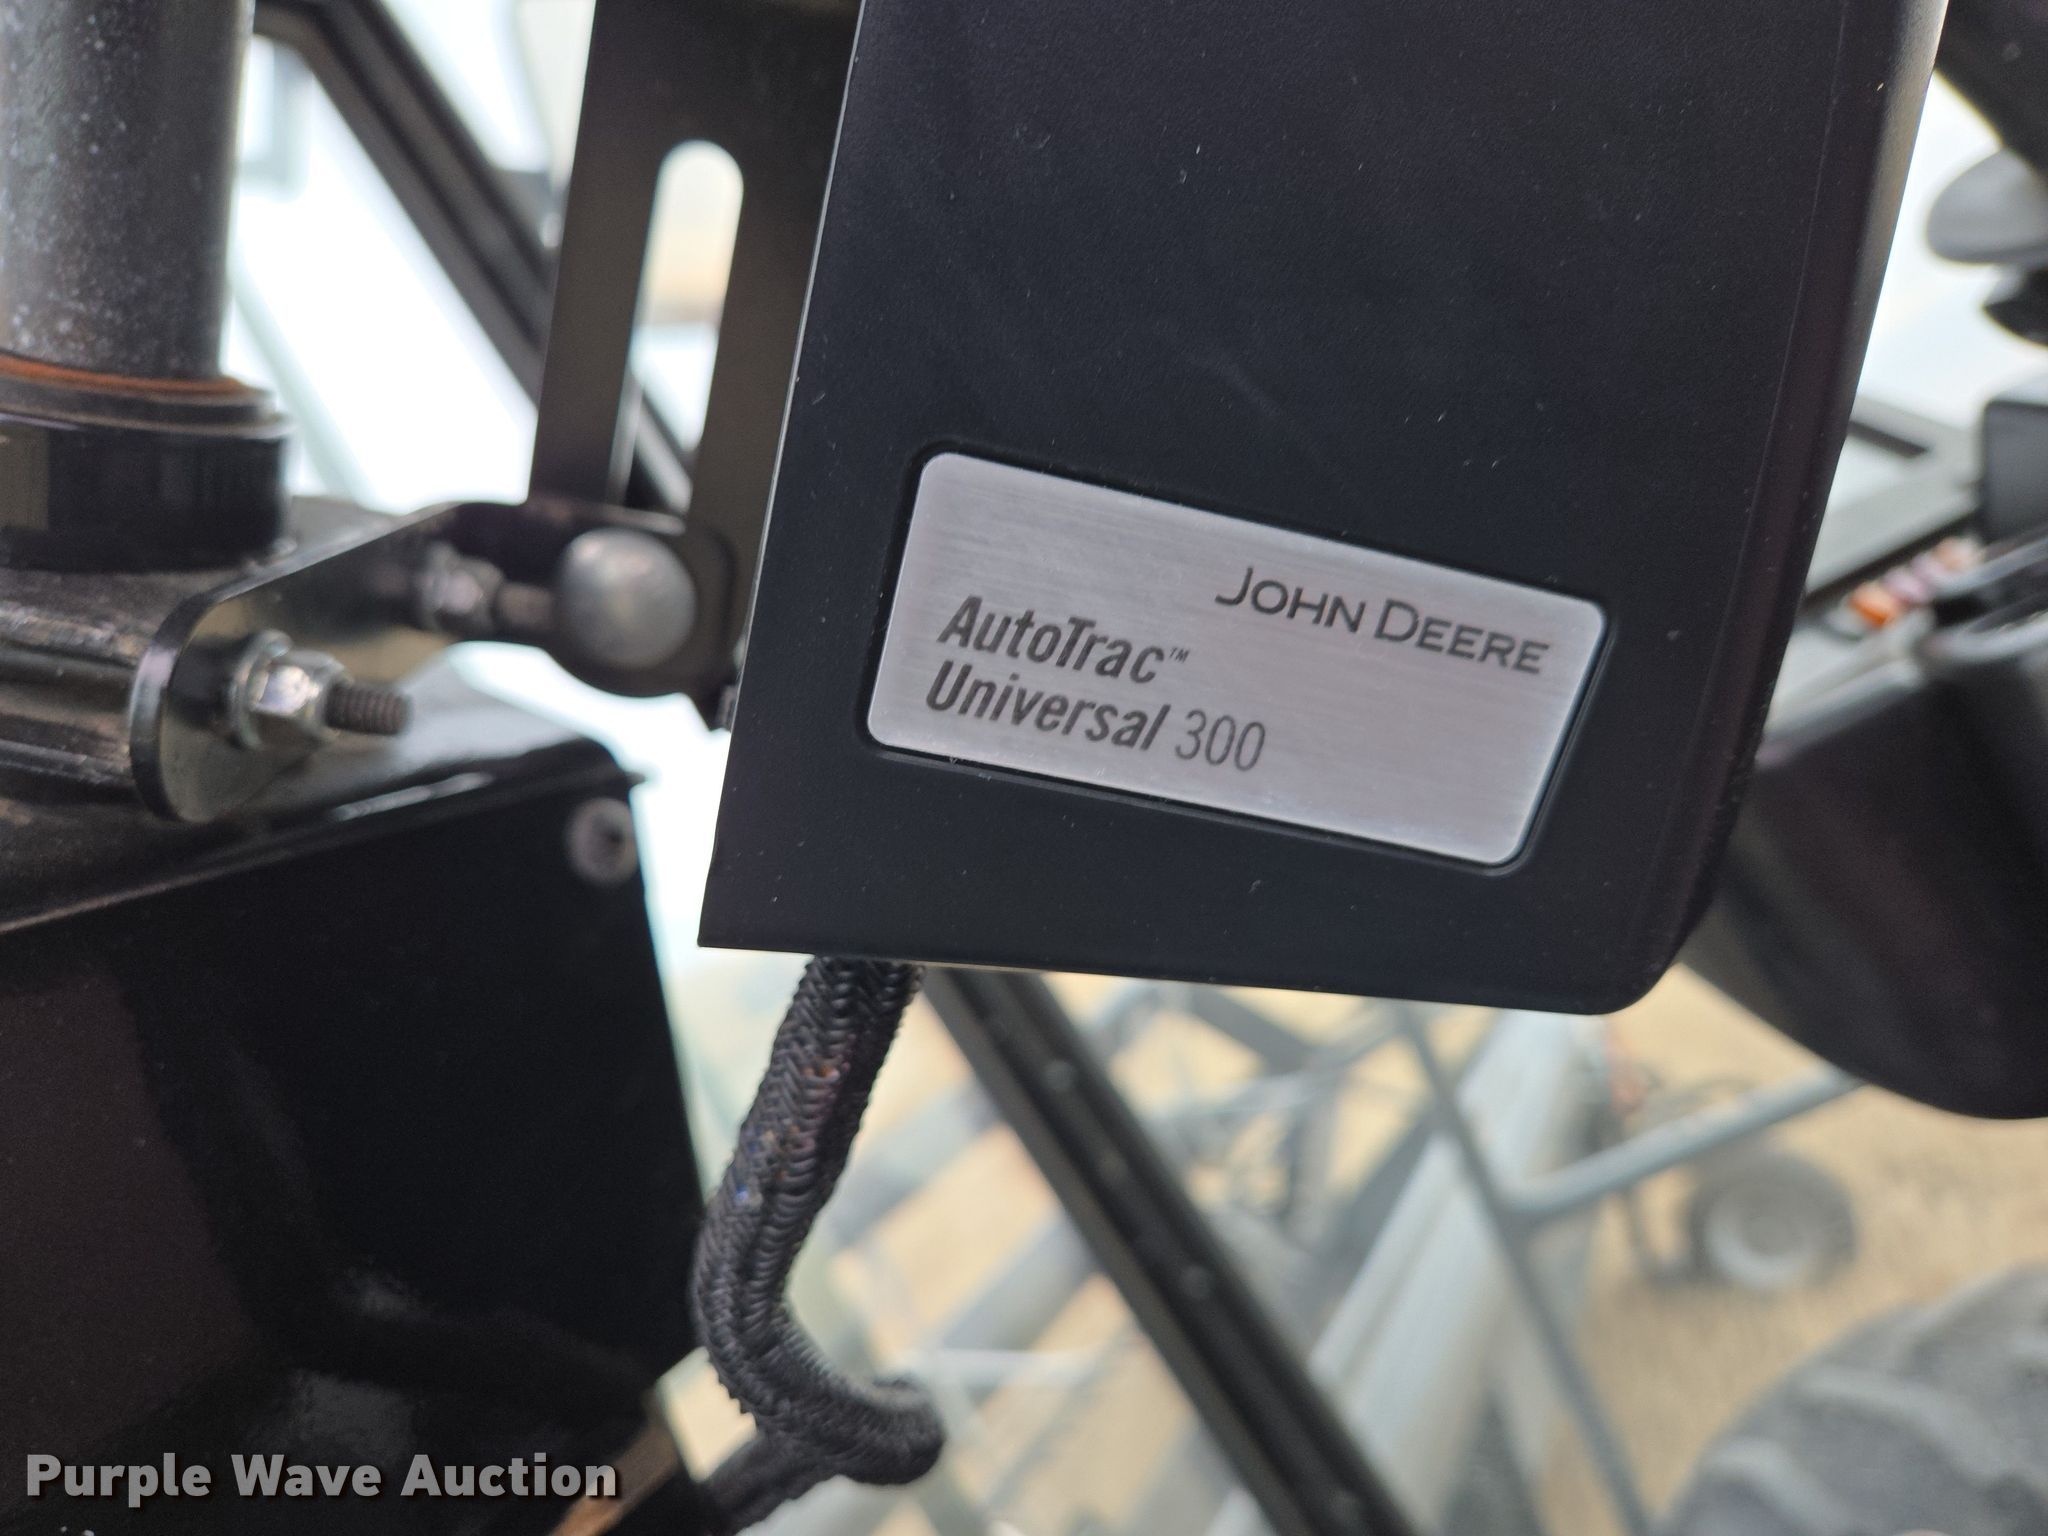 JOHN DEERE
AutoTrac™
Universal 300
Purple Wave Auction